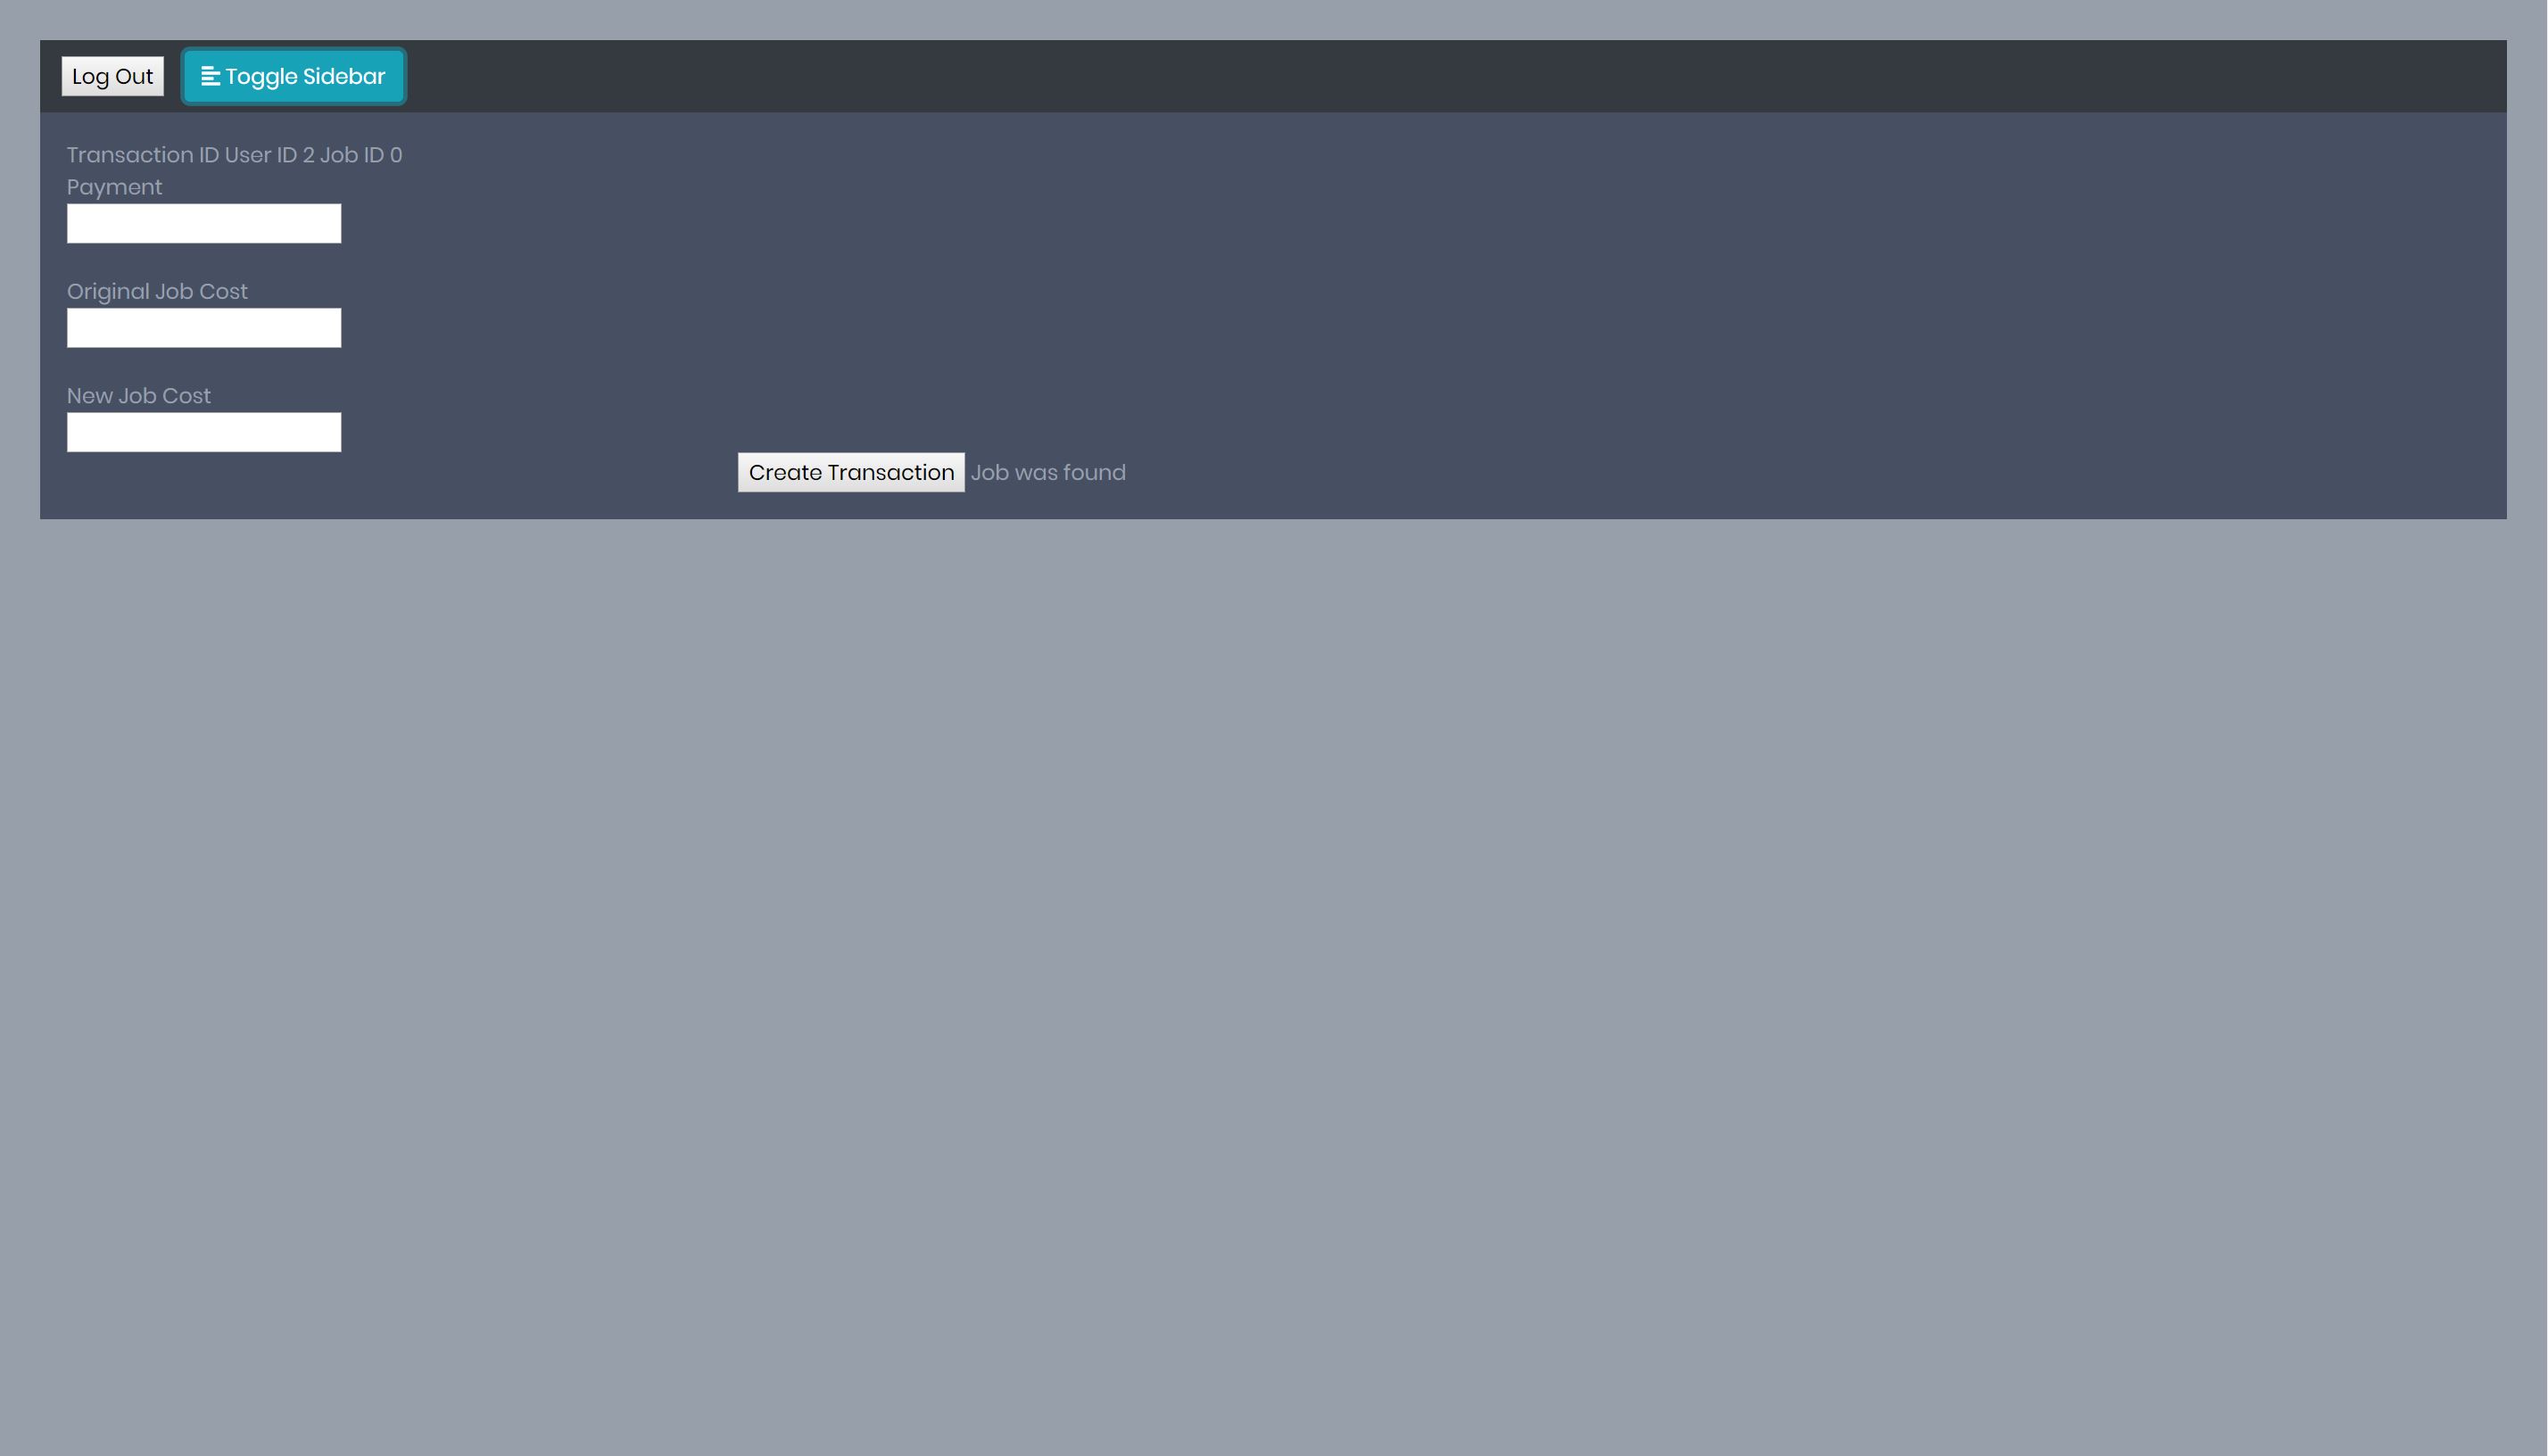 Log Out Toggle Sidebar
Transaction ID User ID 2 Job ID 0
Payment
Original Job Cost
New Job Cost
Create Transaction Job was found